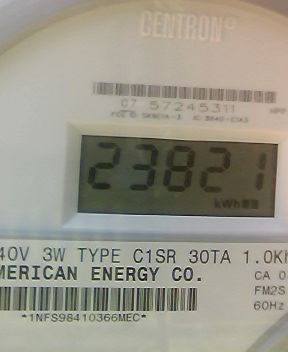 CENTRON®
07 57245311
23821
kWh
40V 3W TYPE C1SR 30TA 1.0Kh
MERICAN ENERGY CO.
CA 0
FM2S
60Hz
*1NFS98410366MEC*